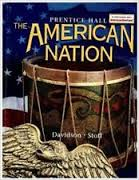 PRENTICE HALL
THE
AMERICAN
NATION
Davidson • Stoff